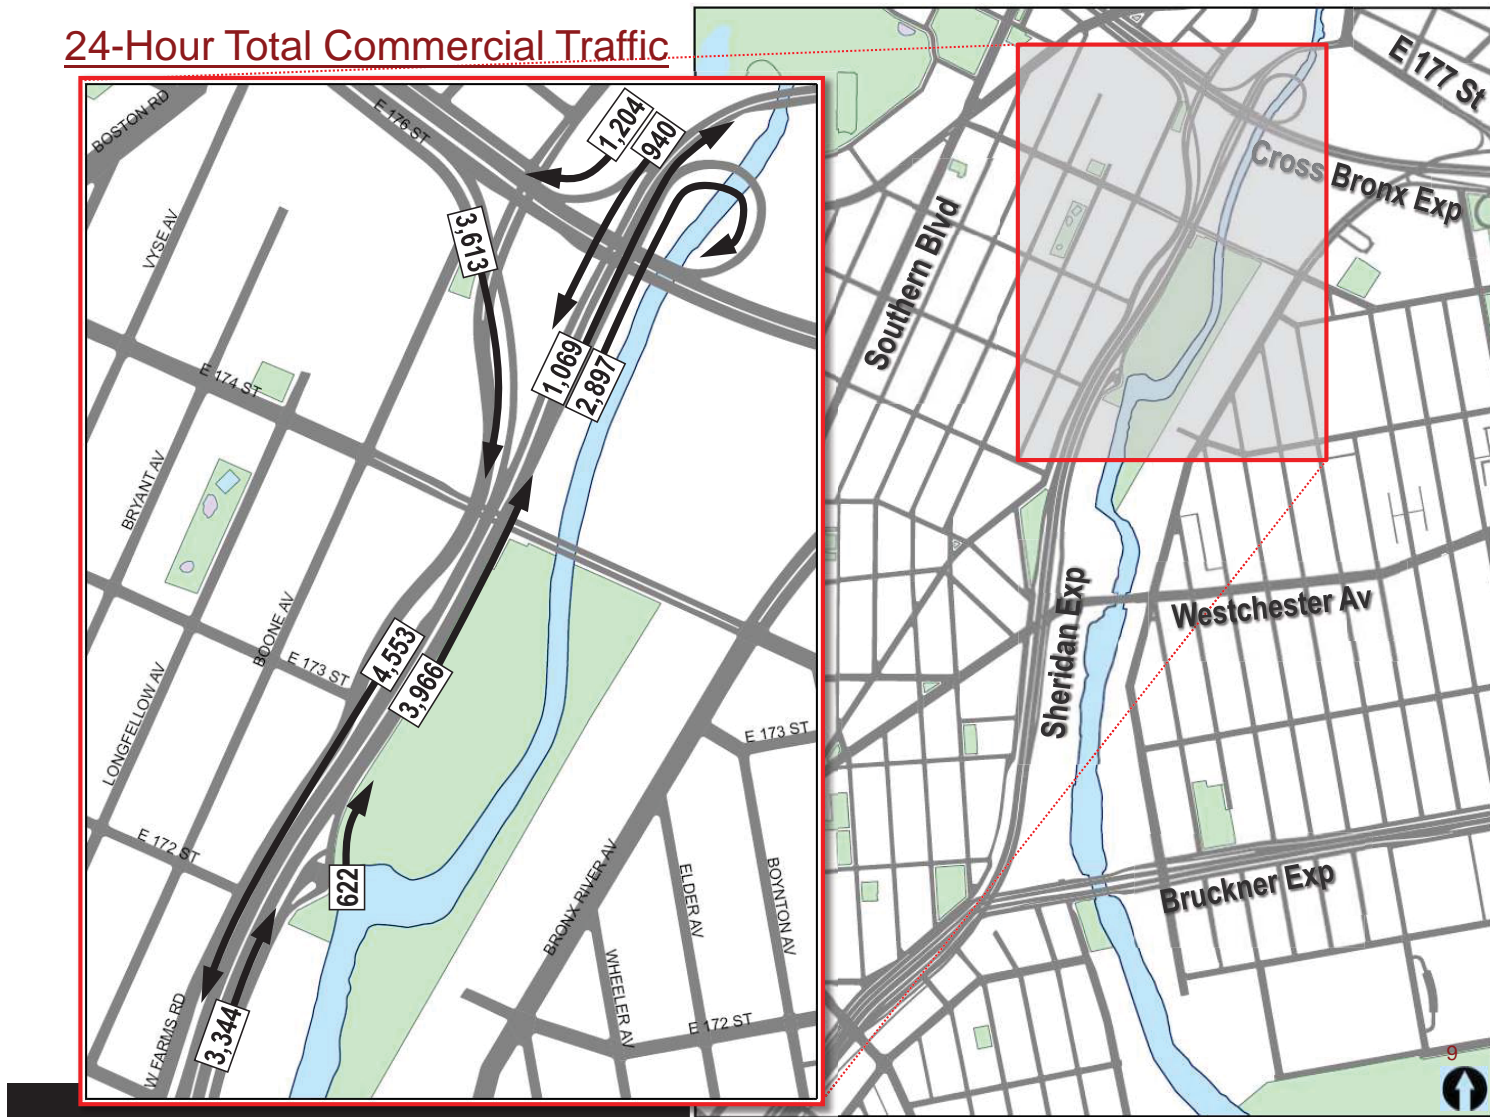 24-Hour Total Commercial Traffic
BOSTON RD
E 176 ST
1,204
940
VYSE AV
3,613
1,069
2,897
E 174 ST
BRYANT AV
BOONE AV
LONGFELLOW AV
E 173 ST
4,553
3,966
E 173 ST
E 172 ST
622
BRONX RIVER AV
ELDER AV
BOYNTON AV
WHEELER AV
E 172 ST
W FARMS RD
3,344
E 177 St
Cross Bronx Exp
Southern Blvd
Sheridan Exp
Westchester Av
Bruckner Exp
9